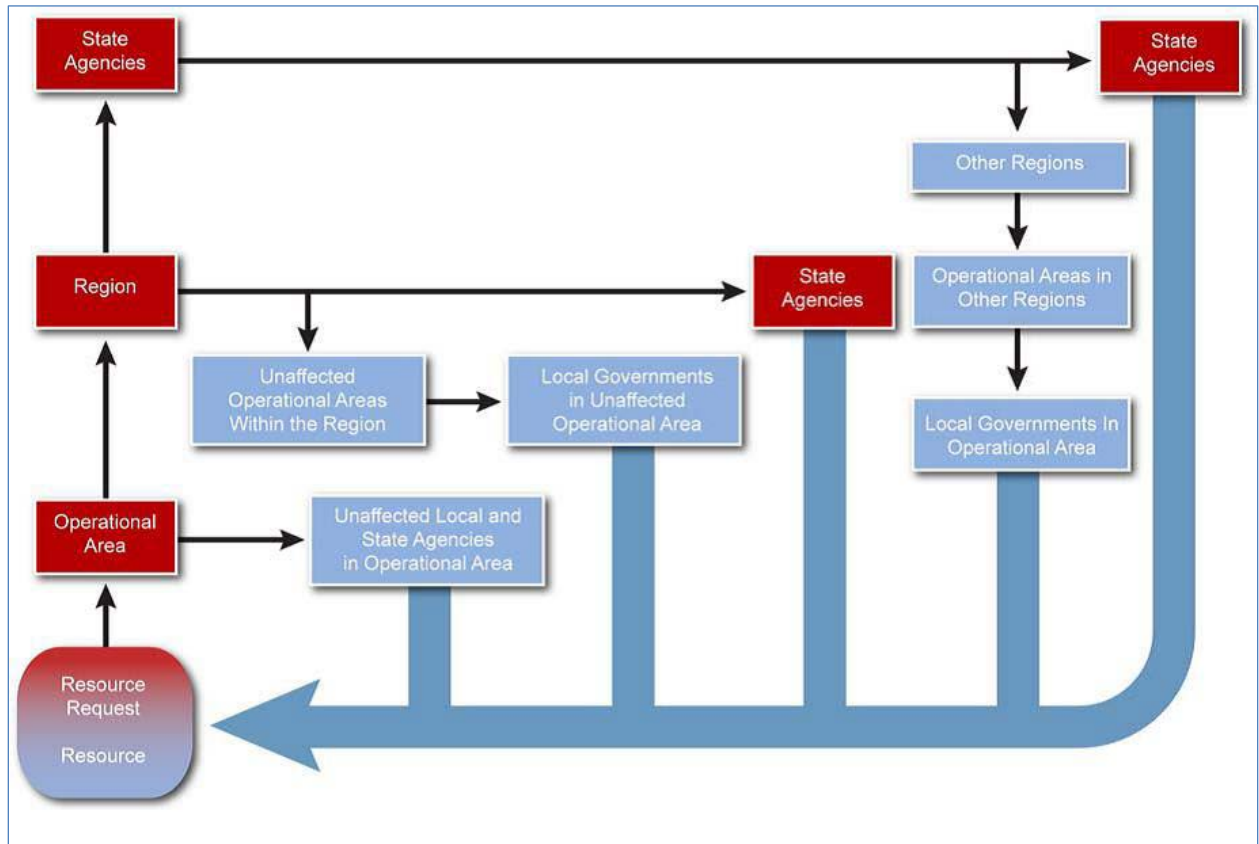 State
Agencies
State
Agencies
Other Regions
Region
State
Agencies
Operational Areas in
Other Regions
Unaffected
Operational Areas
Within the Region
Local Governments
in Unaffected
Operational Area
Local Governments In
Operational Area
Operational
Area
Unaffected Local and
State Agencies
in Operational Area
Resource
Request
Resource